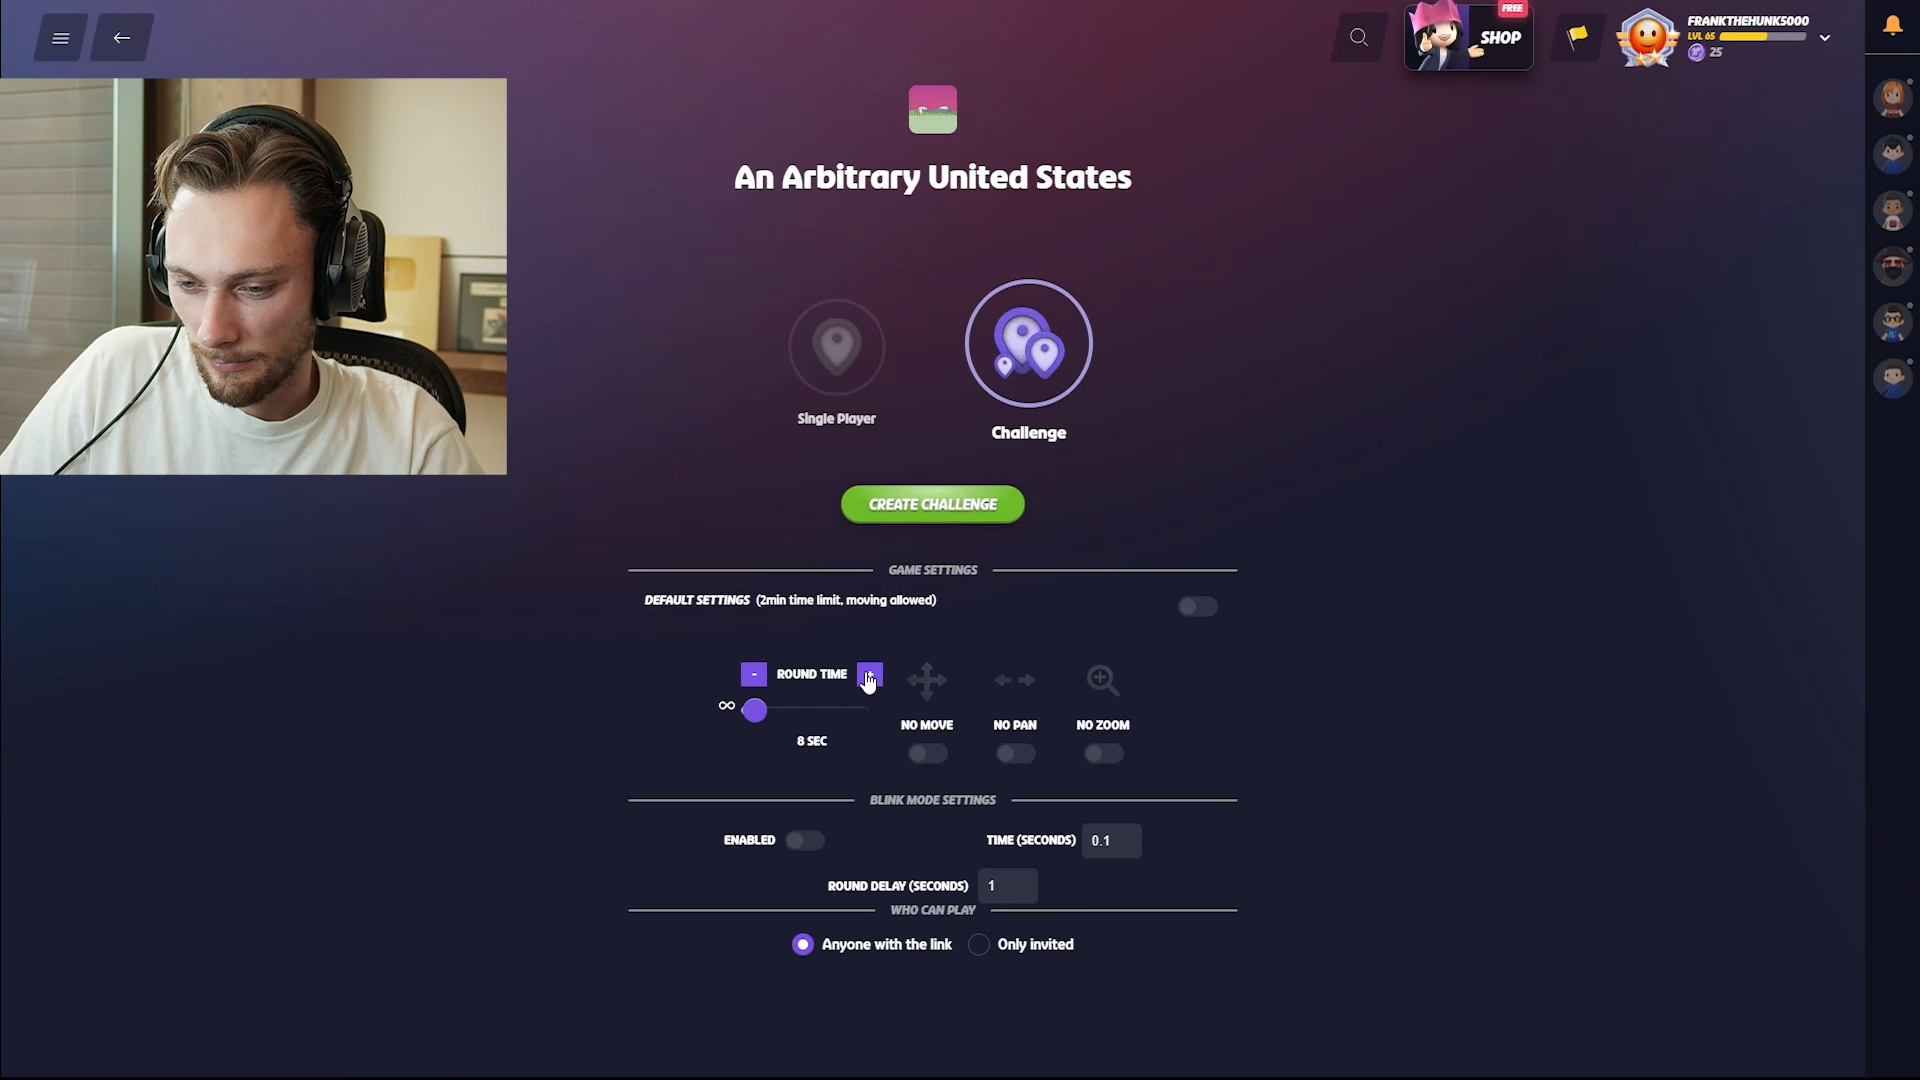 FREE
SHOP
FRANKTHEHUNK5000
LVL 65
25
An Arbitrary United States
Single Player
Challenge
CREATE CHALLENGE
GAME SETTINGS
DEFAULT SETTINGS (2min time limit, moving allowed)
- ROUND TIME
∞
8 SEC
NO MOVE
NO PAN
NO ZOOM
BLINK MODE SETTINGS
ENABLED
TIME (SECONDS) 0.1
ROUND DELAY (SECONDS) 1
WHO CAN PLAY
Anyone with the link
Only invited